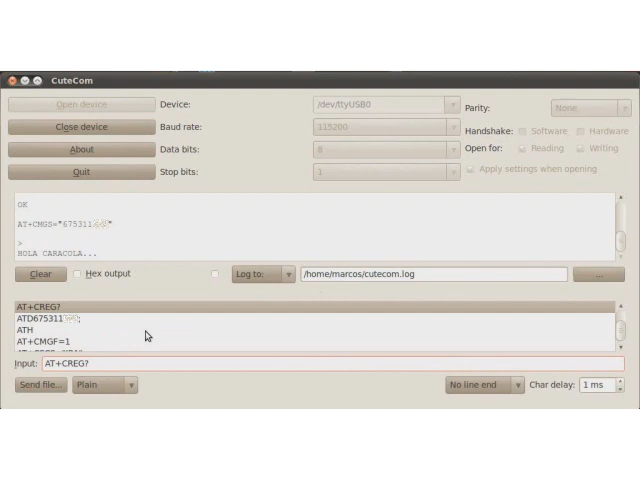 CuteCom
Open device Device: /dev/ttyUSB0 Parity: None
Close device Baud rate: 115200 Handshake: Software Hardware
About Data bits: 8 Open for: Reading Writing
Quit Stop bits: 1 Apply settings when opening
OK
AT+CMGS="675311 "
>
HOLA CARACOLA...
Clear Hex output Log to: /home/marcos/cutecom.log ...
AT+CREG?
ATD675311 ;
ATH
AT+CMGF=1
Input: AT+CREG?
Send file... Plain No line end Char delay: 1 ms